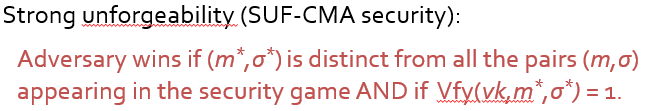 Strong unforgeability (SUF-CMA security):
Adversary wins if (m*,σ*) is distinct from all the pairs (m,σ)
appearing in the security game AND if Vfy(vk,m*,σ*) = 1.